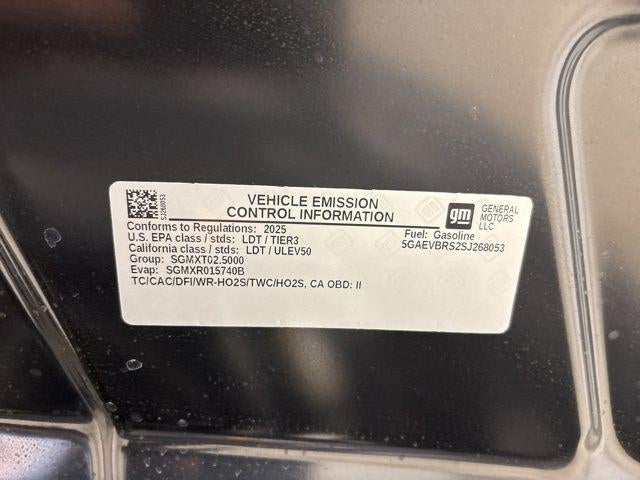 SJ268053
VEHICLE EMISSION
CONTROL INFORMATION
gm
GENERAL
MOTORS
LLC
Conforms to Regulations: 2025
Fuel: Gasoline
U.S. EPA class / stds: LDT / TIER3
5GAEVBRS2SJ268053
California class / stds: LDT / ULEV50
Group: SGMXT02.5000
Evap: SGMXR015740B
TC/CAC/DFI/WR-HO2S/TWC/HO2S, CA OBD: II